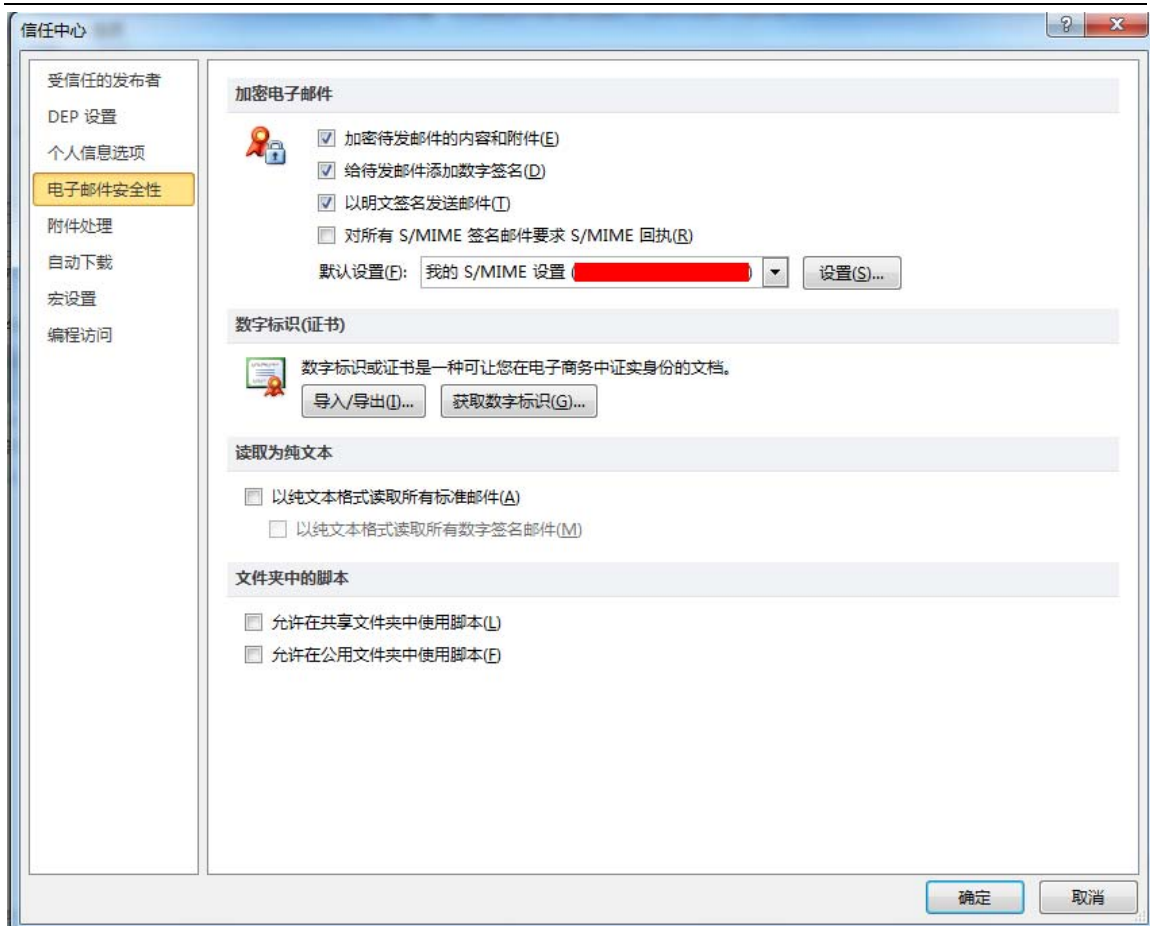 信任中心
受信任的发布者
DEP 设置
个人信息选项
电子邮件安全性
附件处理
自动下载
宏设置
编程访问
加密电子邮件
加密待发邮件的内容和附件(E)
给待发邮件添加数字签名(D)
以明文签名发送邮件(T)
对所有 S/MIME 签名邮件要求 S/MIME 回执(R)
默认设置(F): 我的 S/MIME 设置 ( ) 设置(S)...
数字标识(证书)
数字标识或证书是一种可让您在电子商务中证实身份的文档。
导入/导出(I)... 获取数字标识(G)...
读取为纯文本
以纯文本格式读取所有标准邮件(A)
以纯文本格式读取所有数字签名邮件(M)
文件夹中的脚本
允许在共享文件夹中使用脚本(L)
允许在公用文件夹中使用脚本(F)
确定 取消